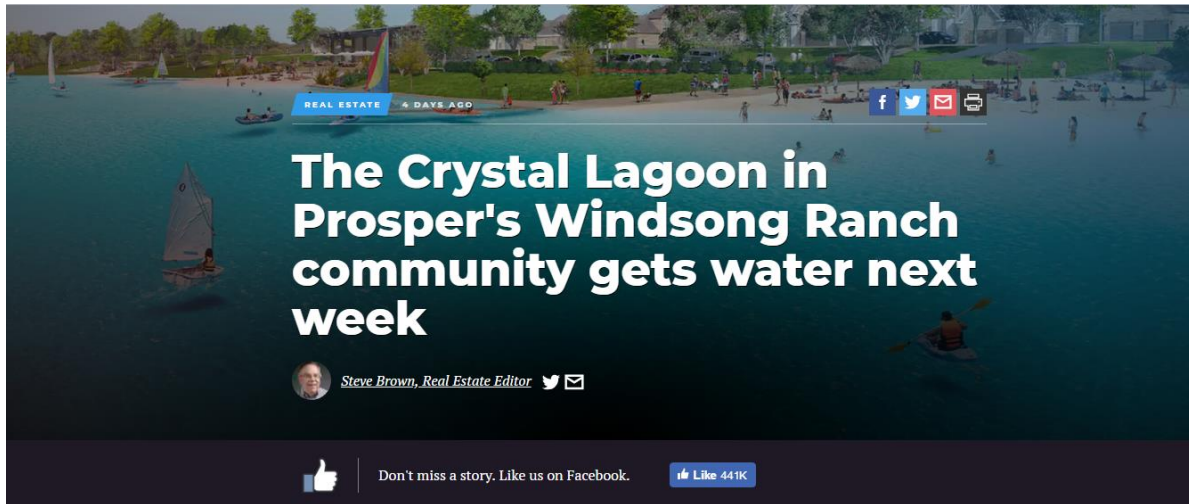 REAL ESTATE 4 DAYS AGO
The Crystal Lagoon in
Prosper's Windsong Ranch
community gets water next
week
Steve Brown, Real Estate Editor
Don't miss a story. Like us on Facebook.
Like 441K